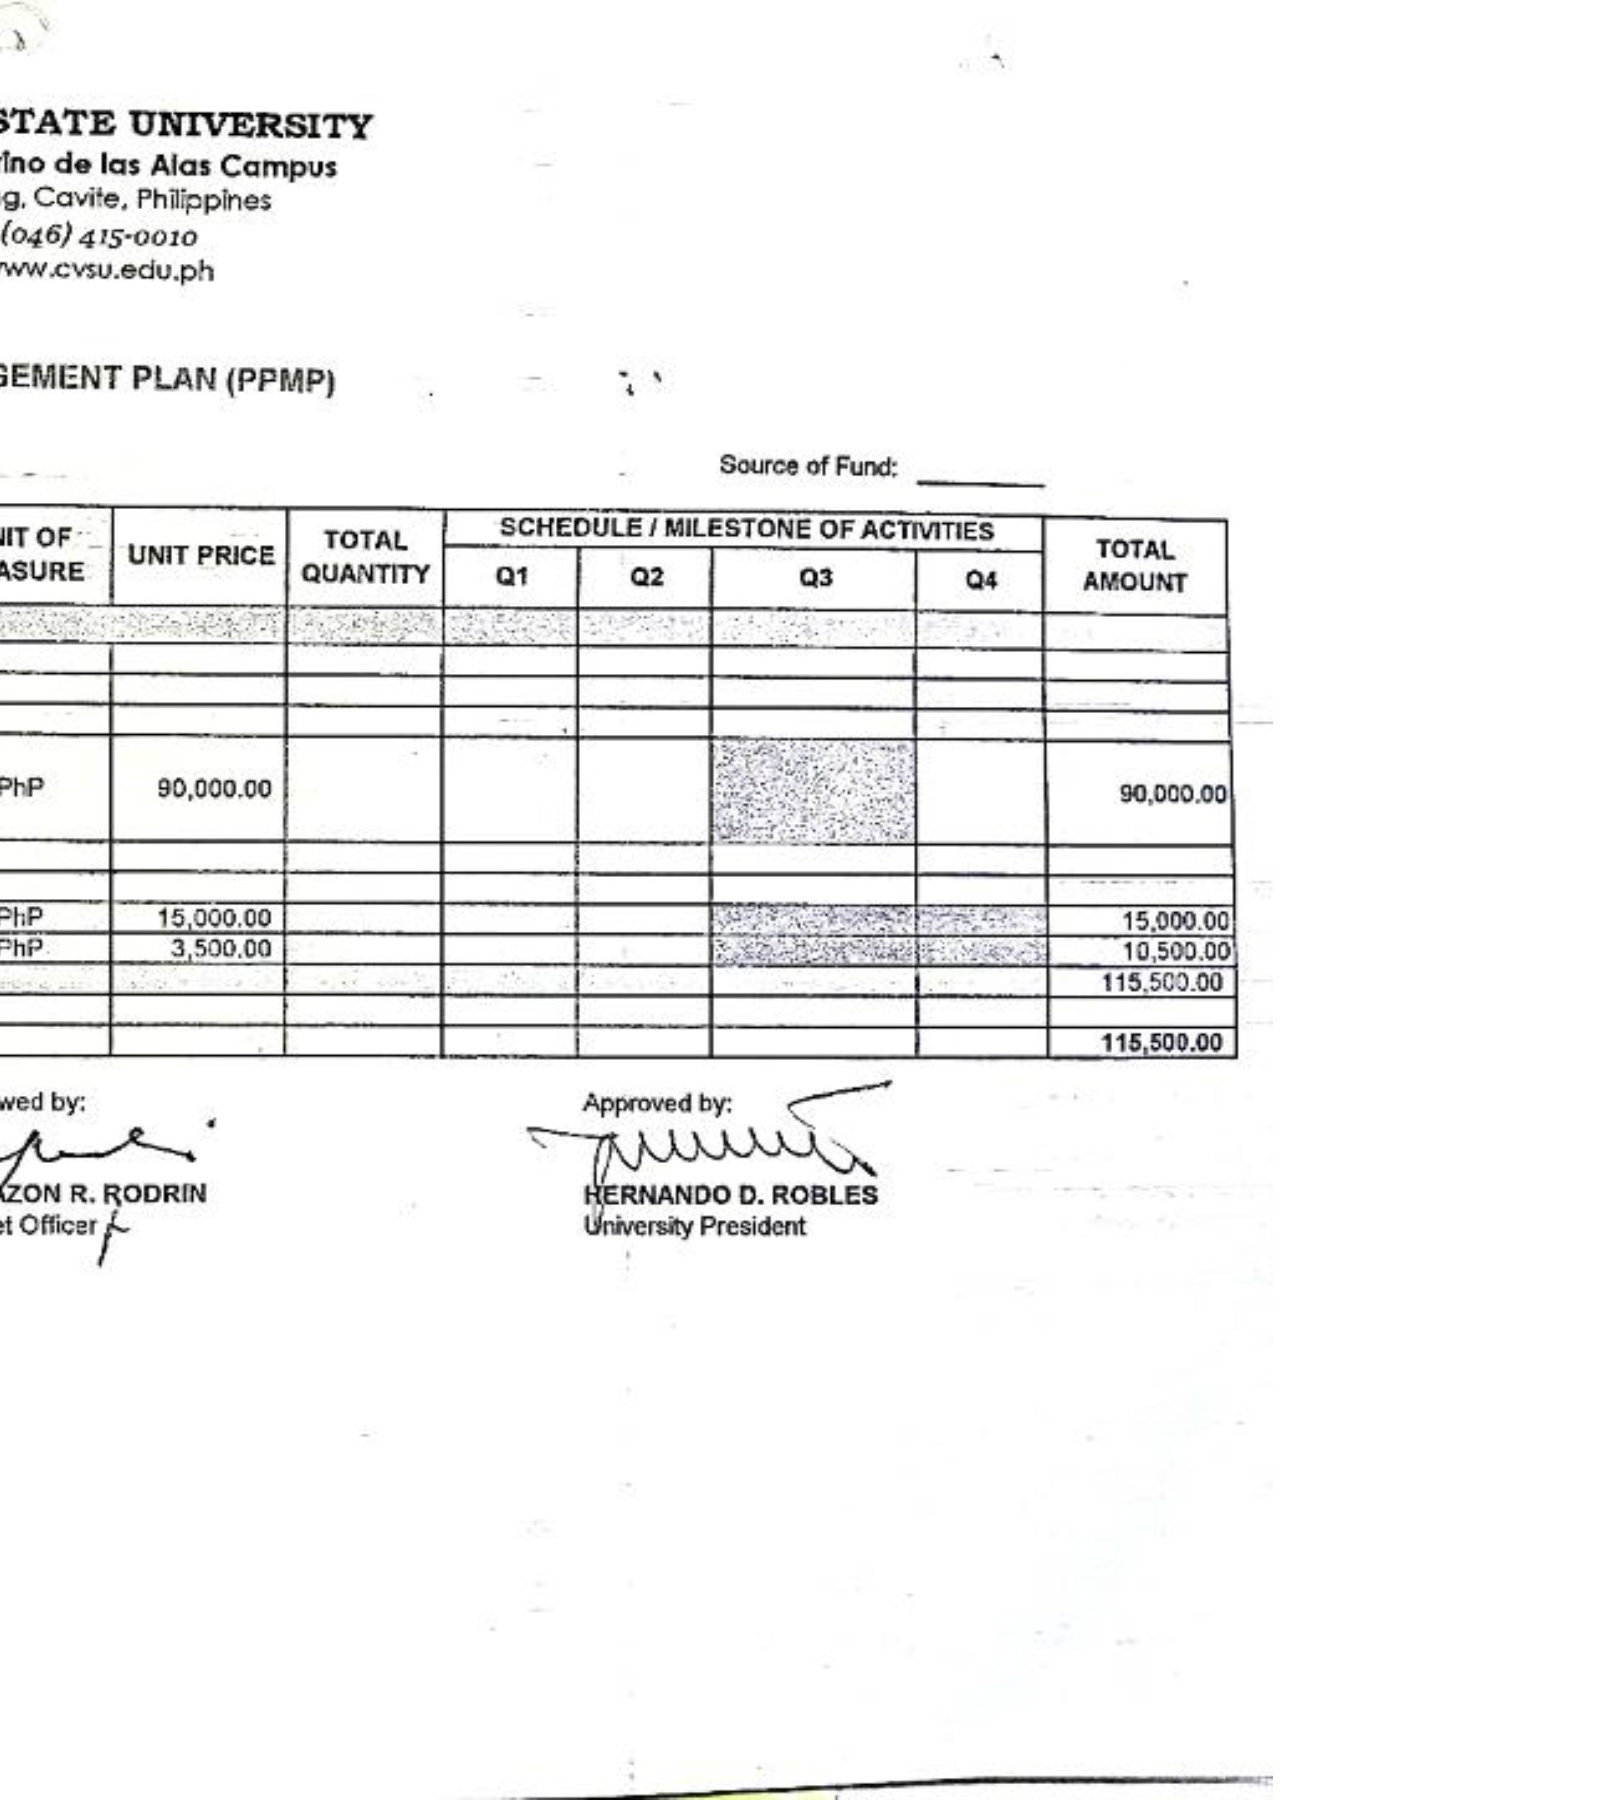 STATE UNIVERSITY
rino de las Alas Campus
g, Cavite, Philippines
(046) 415-0010
www.cvsu.edu.ph
GEMENT PLAN (PPMP)
Source of Fund:
NIT OF
ASURE
UNIT PRICE
TOTAL
QUANTITY
SCHEDULE / MILESTONE OF ACTIVITIES
Q1 Q2 Q3 Q4
TOTAL
AMOUNT
PhP 90,000.00 90,000.00
PhP 15,000.00 15,000.00
PhP 3,500.00 10,500.00
115,500.00
115,500.00
wed by:
Approved by:
AZON R. RODRIN
HERNANDO D. ROBLES
et Officer
University President